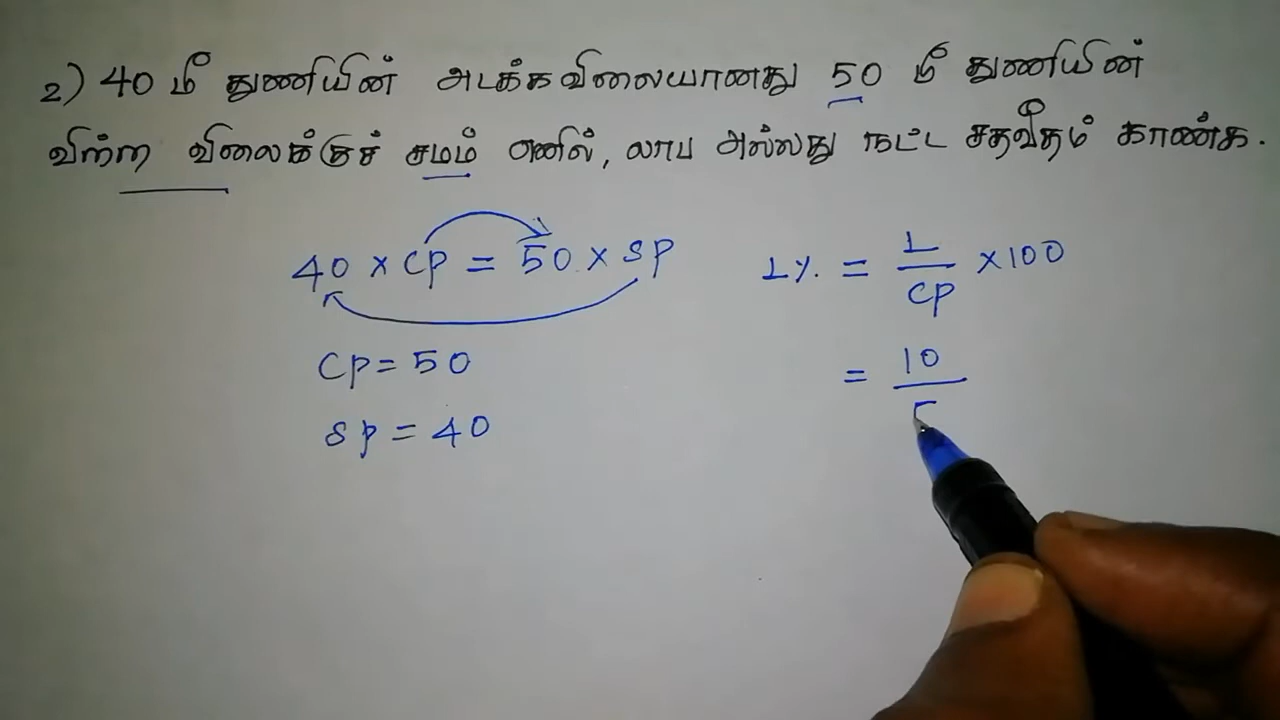 2) 40 மீ துணியின் அடக்கவிலையானது 50 மீ துணியின்
விற்ற விலைக்குச் சமம் எனில், லாப அல்லது நட்ட சதவீதம் காண்க.
40 × CP = 50 × SP
CP = 50
SP = 40
L%. = L/CP × 100
= 10/5